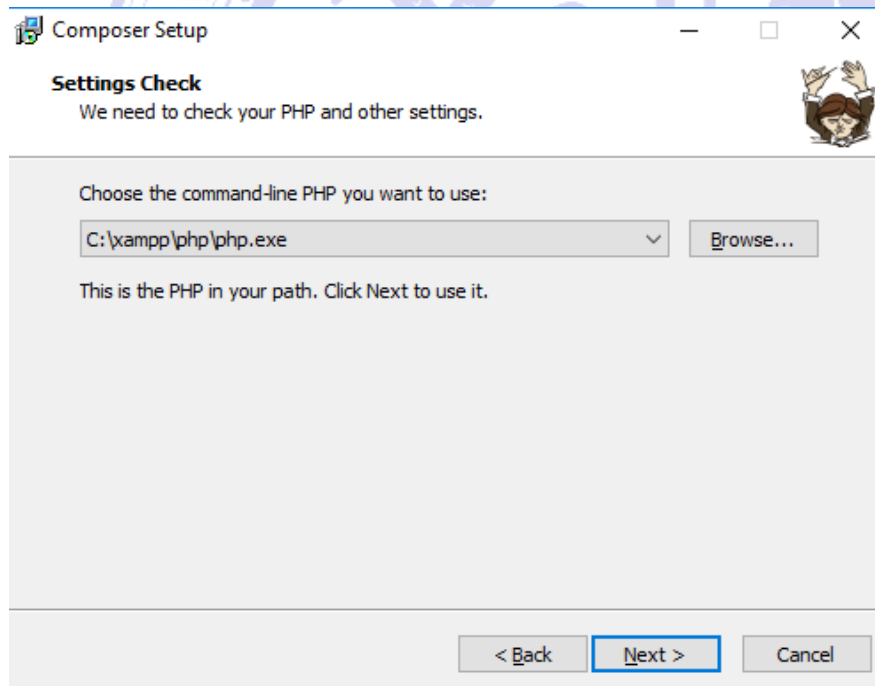 Composer Setup
Settings Check
We need to check your PHP and other settings.
Choose the command-line PHP you want to use:
C:\xampp\php\php.exe
Browse...
This is the PHP in your path. Click Next to use it.
< Back
Next >
Cancel